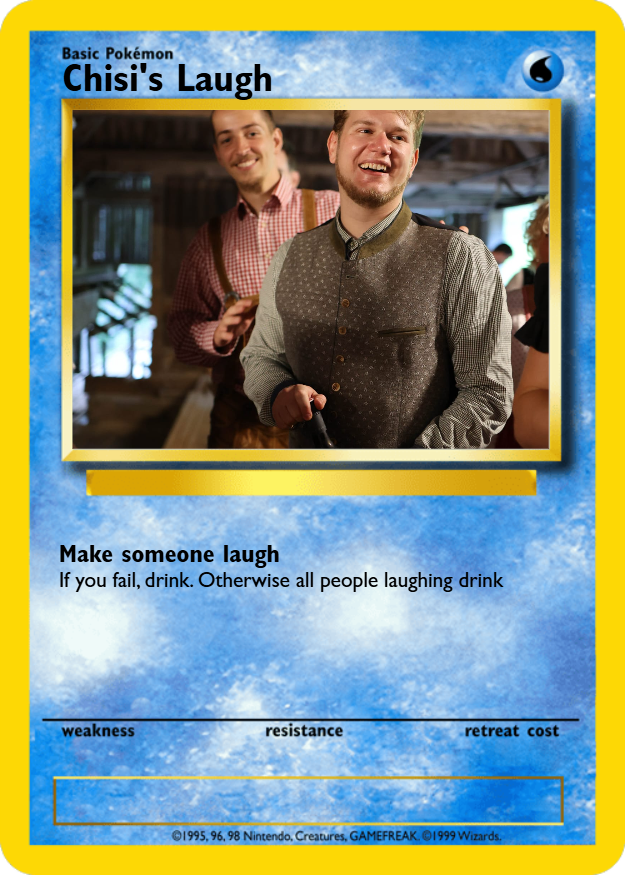 Basic Pokémon
Chisi's Laugh
Make someone laugh
If you fail, drink. Otherwise all people laughing drink
weakness resistance retreat cost
©1995, 96, 98 Nintendo, Creatures, GAMEFREAK. ©1999 Wizards.